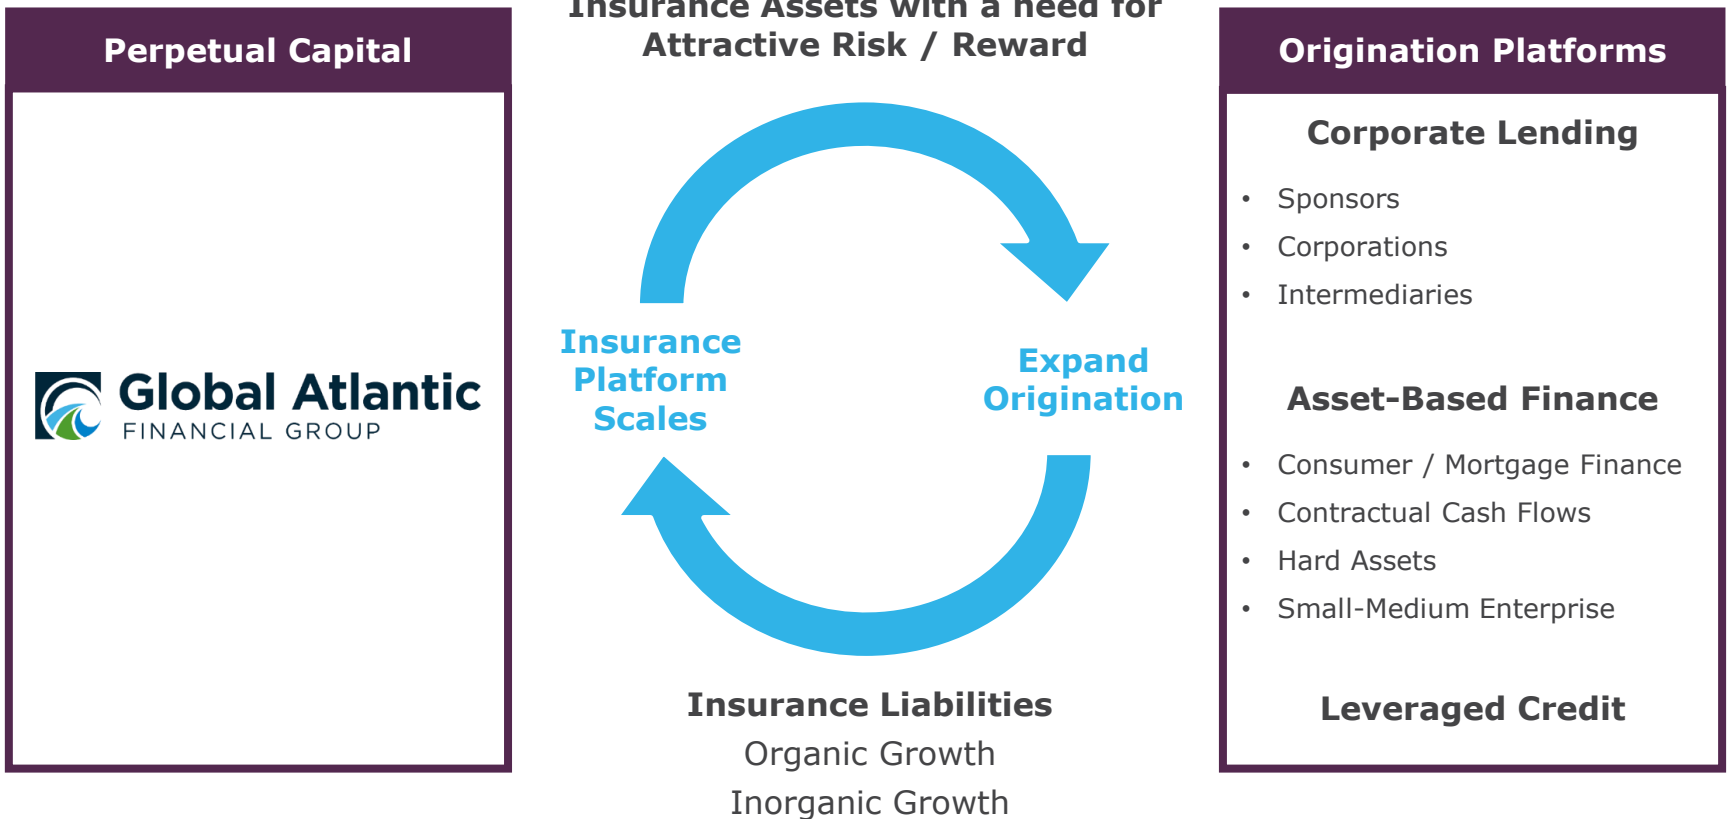 Perpetual Capital
Global Atlantic
FINANCIAL GROUP
Insurance Assets with a need for
Attractive Risk / Reward
Insurance
Platform
Scales
Expand
Origination
Insurance Liabilities
Organic Growth
Inorganic Growth
Origination Platforms
Corporate Lending
• Sponsors
• Corporations
• Intermediaries
Asset-Based Finance
• Consumer / Mortgage Finance
• Contractual Cash Flows
• Hard Assets
• Small-Medium Enterprise
Leveraged Credit